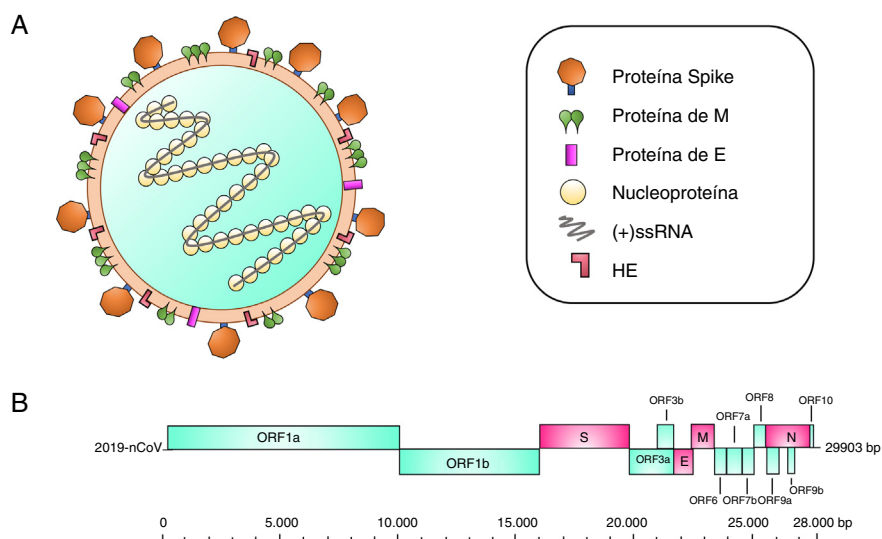 A
Proteína Spike
Proteína de M
Proteína de E
Nucleoproteína
(+)ssRNA
HE
B
ORF3b
ORF7a
ORF8
ORF10
2019-nCoV
ORF1a
S
M
N
29903 bp
ORF1b
ORF3a
E
ORF6
ORF7b
ORF9a
ORF9b
0
5.000
10.000
15.000
20.000
25.000
28.000 bp